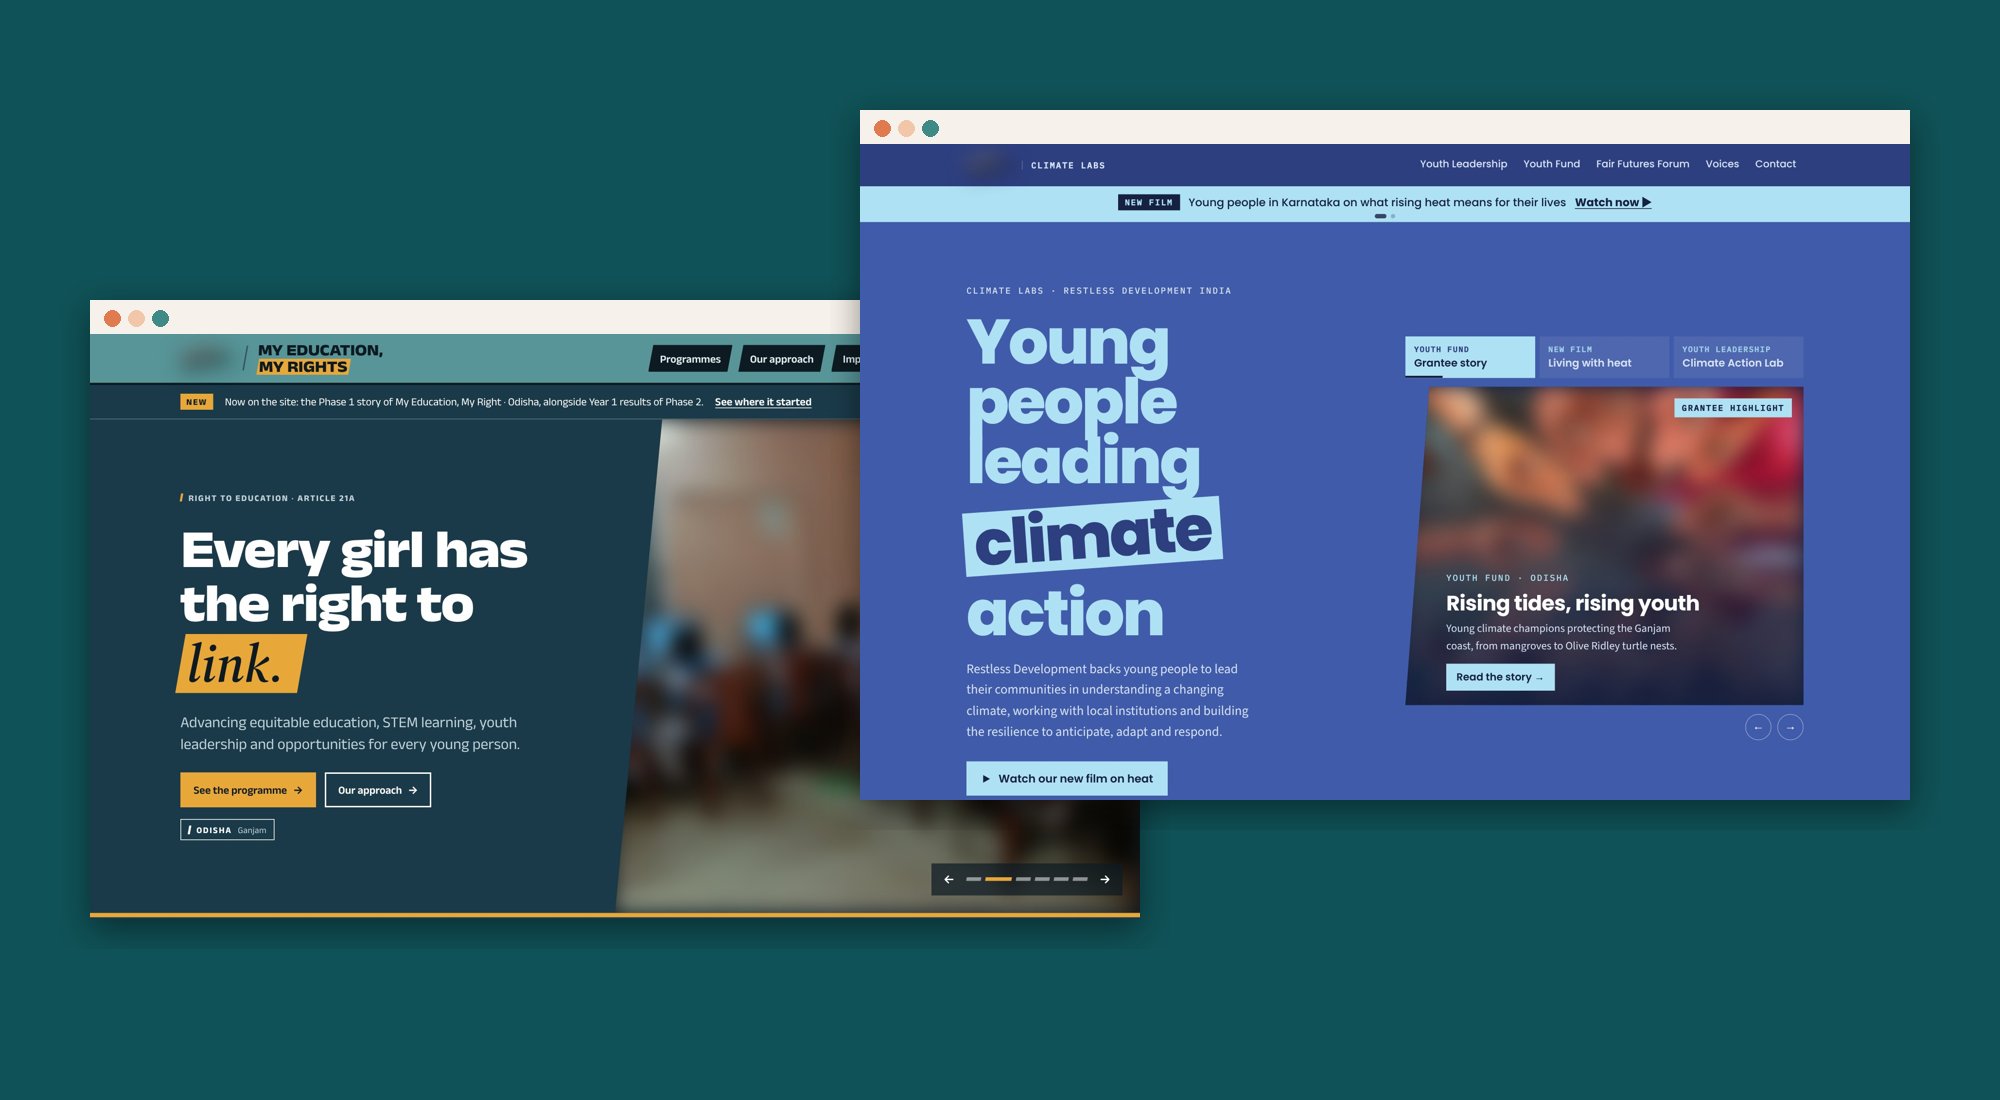 MY EDUCATION,
MY RIGHTS
Programmes
Our approach
NEW
Now on the site: the Phase 1 story of My Education, My Right · Odisha, alongside Year 1 results of Phase 2.
See where it started
RIGHT TO EDUCATION · ARTICLE 21A
Every girl has
the right to
link.
Advancing equitable education, STEM learning, youth
leadership and opportunities for every young person.
See the programme →
Our approach →
ODISHA Ganjam
← →
CLIMATE LABS
Youth Leadership
Youth Fund
Fair Futures Forum
Voices
Contact
NEW FILM
Young people in Karnataka on what rising heat means for their lives
Watch now ▶
CLIMATE LABS · RESTLESS DEVELOPMENT INDIA
Young
people
leading
climate
action
Restless Development backs young people to lead
their communities in understanding a changing
climate, working with local institutions and building
the resilience to anticipate, adapt and respond.
▶ Watch our new film on heat
YOUTH FUND
Grantee story
NEW FILM
Living with heat
YOUTH LEADERSHIP
Climate Action Lab
GRANTEE HIGHLIGHT
YOUTH FUND · ODISHA
Rising tides, rising youth
Young climate champions protecting the Ganjam
coast, from mangroves to Olive Ridley turtle nests.
Read the story →
← →